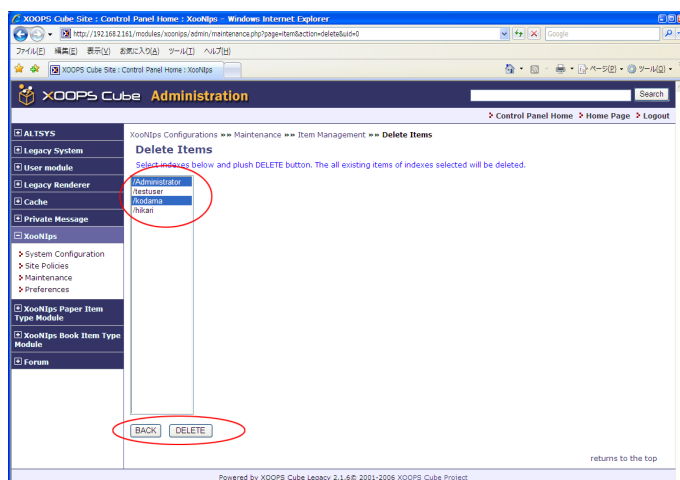 XOOPS Cube Site : Control Panel Home : XooNIps - Windows Internet Explorer
http://192.168.2.161/modules/xoonips/admin/maintenance.php?page=item&action=delete&uid=0
Google
ファイル(F) 編集(E) 表示(V) お気に入り(A) ツール(T) ヘルプ(H)
XOOPS Cube Site : Control Panel Home : XooNIps
ページ(P) ツール(O)
XOOPS Cube Administration
Search
Control Panel Home Home Page Logout
ALTSYS
Legacy System
User module
Legacy Renderer
Cache
Private Message
XooNIps
System Configuration
Site Policies
Maintenance
Preferences
XooNIps Paper Item
Type Module
XooNIps Book Item Type
Module
Forum
XooNIps Configurations »» Maintenance »» Item Management »» Delete Items
Delete Items
Select indexes below and plush DELETE button. The all existing items of indexes selected will be deleted.
/Administrator
/testuser
/kodama
/hikari
BACK DELETE
returns to the top
Powered by XOOPS Cube Legacy 2.1.6© 2001-2006 XOOPS Cube Project